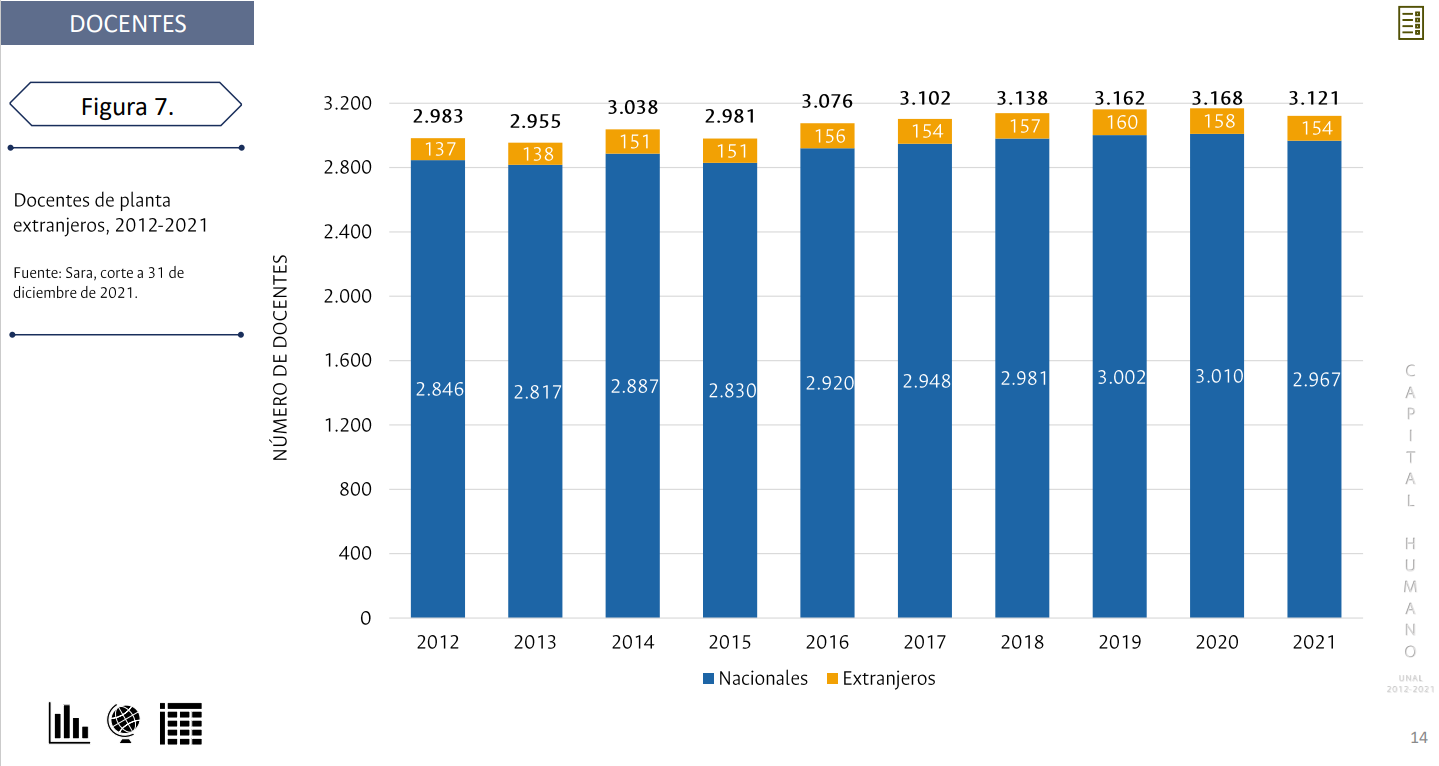 DOCENTES
Figura 7.
Docentes de planta
extranjeros, 2012-2021
Fuente: Sara, corte a 31 de
diciembre de 2021.
NÚMERO DE DOCENTES
3.200
2.800
2.400
2.000
1.600
1.200
800
400
0
2.983 2.955 3.038 2.981 3.076 3.102 3.138 3.162 3.168 3.121
137 138 151 151 156 154 157 160 158 154
2.846 2.817 2.887 2.830 2.920 2.948 2.981 3.002 3.010 2.967
2012 2013 2014 2015 2016 2017 2018 2019 2020 2021
Nacionales Extranjeros
CAPITAL HUMANO
UNAL
2012-2021
14